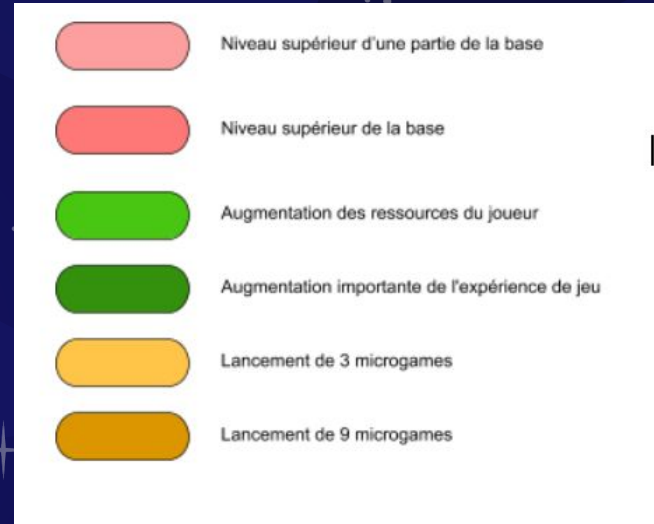 Niveau supérieur d'une partie de la base
Niveau supérieur de la base
Augmentation des ressources du joueur
Augmentation importante de l'expérience de jeu
Lancement de 3 microgames
Lancement de 9 microgames